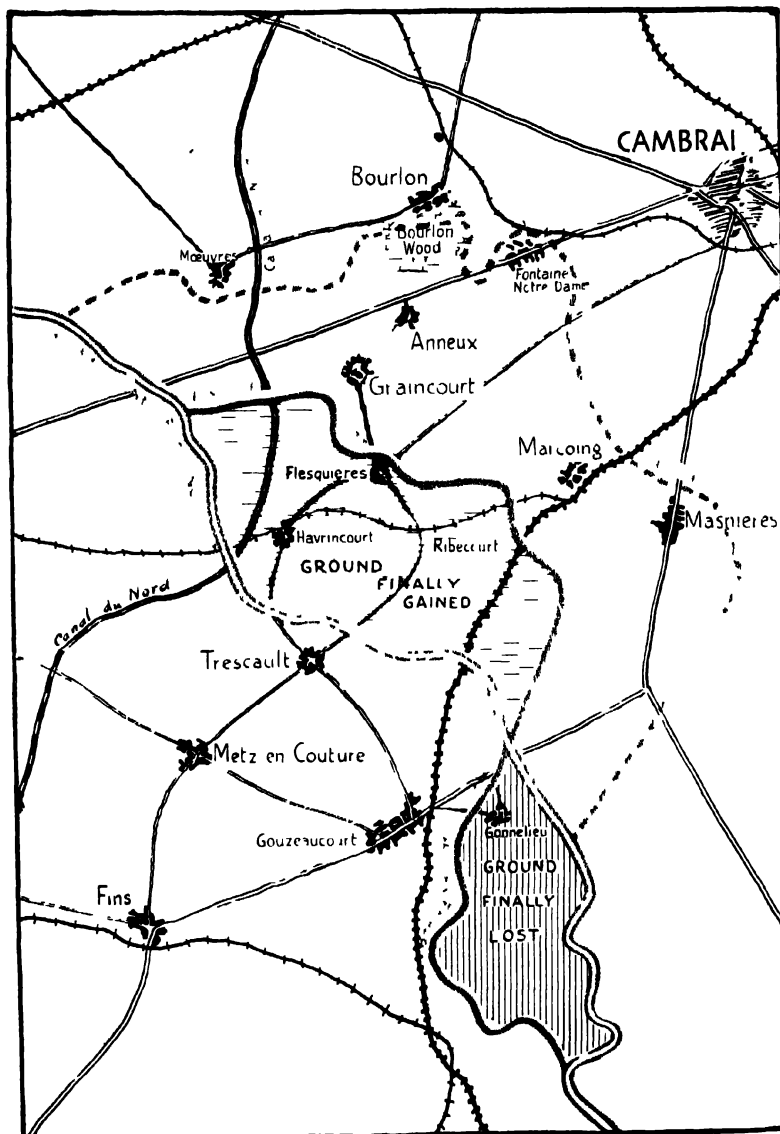 CAMBRAI
Bourlon
Bourlon
Wood
Mœuvres
Fontaine
Notre Dame
Anneux
Graincourt
Marcoing
Flesquieres
Masnieres
Havrincourt
Ribecourt
GROUND
FINALLY
GAINED
Canal du Nord
Trescault
Metz en Couture
Gouzeaucourt
Gonnelieu
GROUND
FINALLY
LOST
Fins